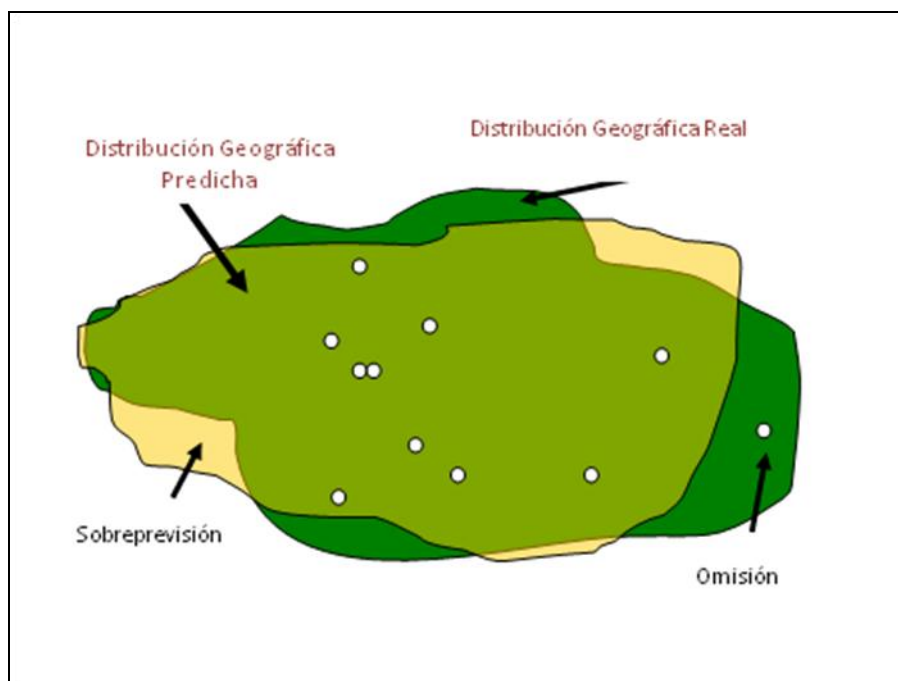 Distribución Geográfica Real
Distribución Geográfica
Predicha
Sobreprevisión
Omisión